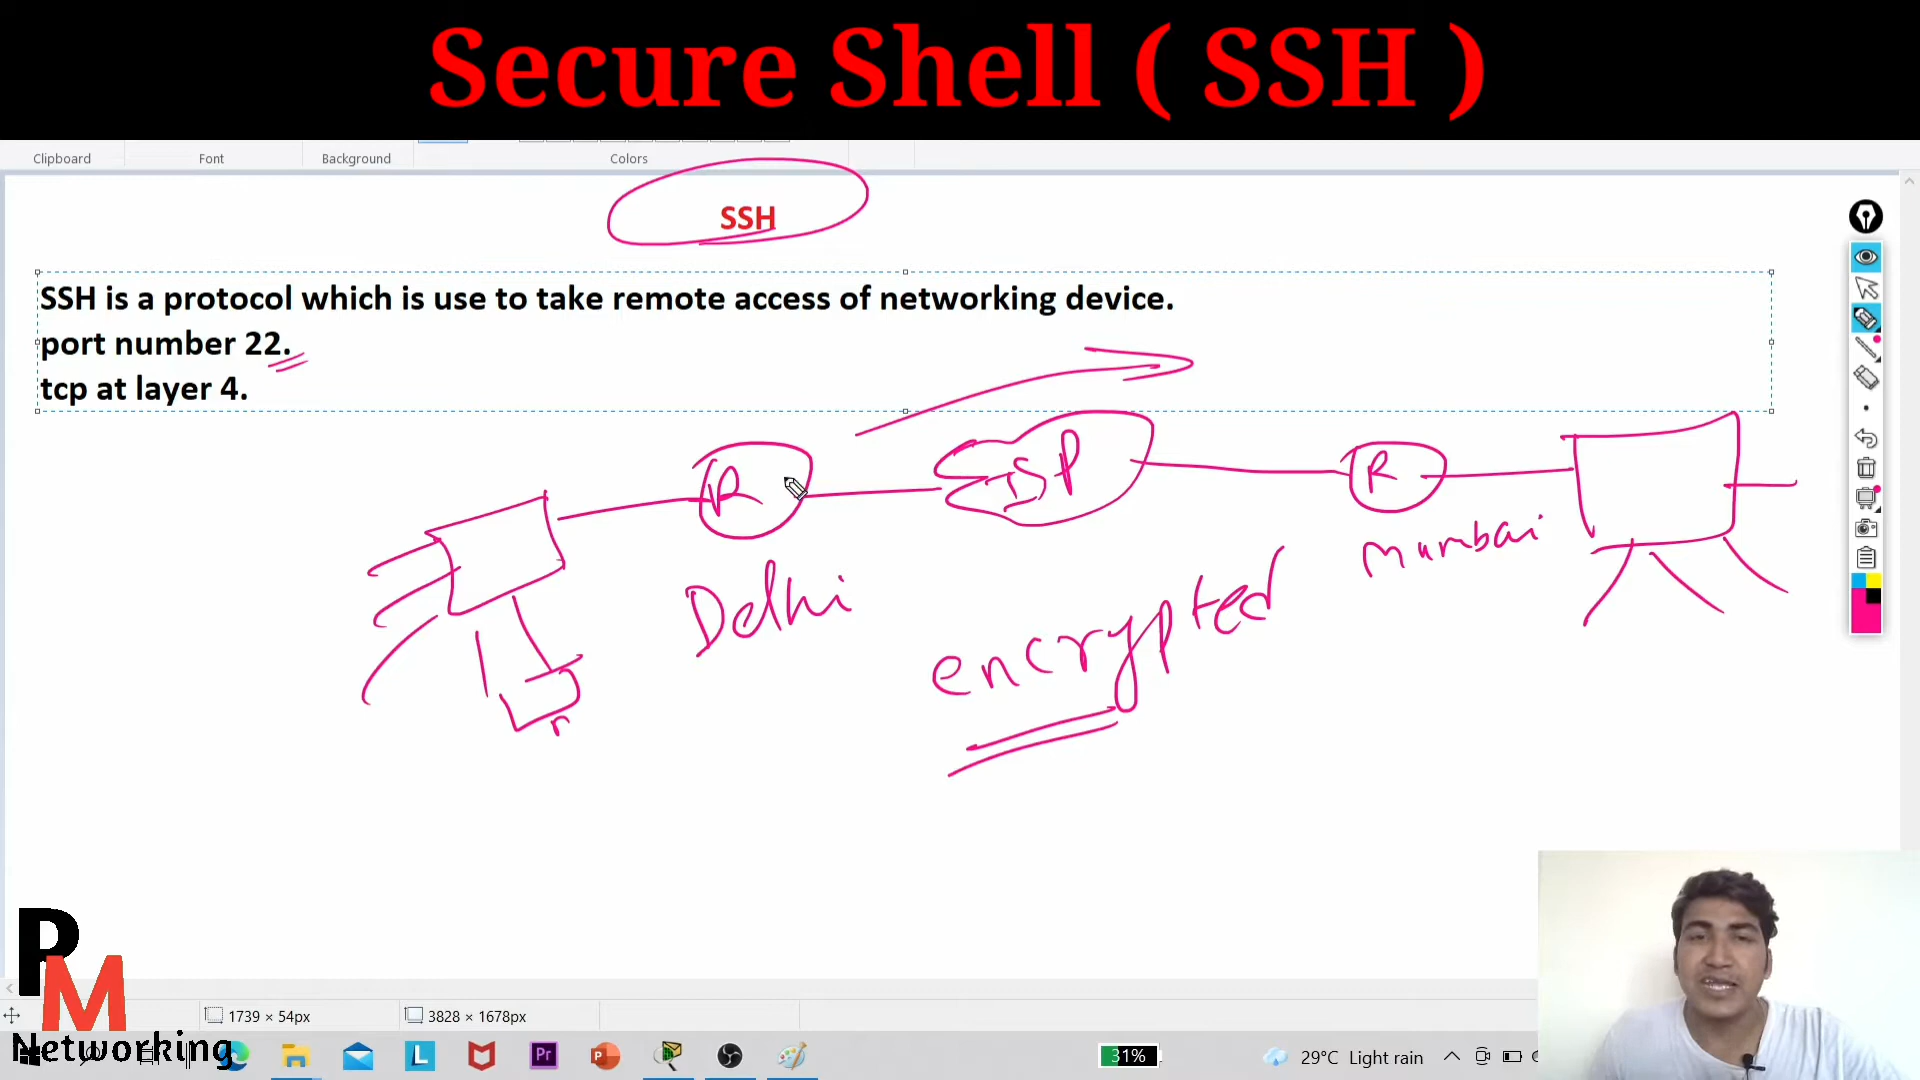 Secure Shell ( SSH )
Clipboard
Font
Background
Colors
SSH
SSH is a protocol which is use to take remote access of networking device.
port number 22.
tcp at layer 4.
R
ISP
R
Delhi
Mumbai
encrypted
r
PM
Networking
1739 × 54px
3828 × 1678px
L
Pr
P
31%
29°C Light rain